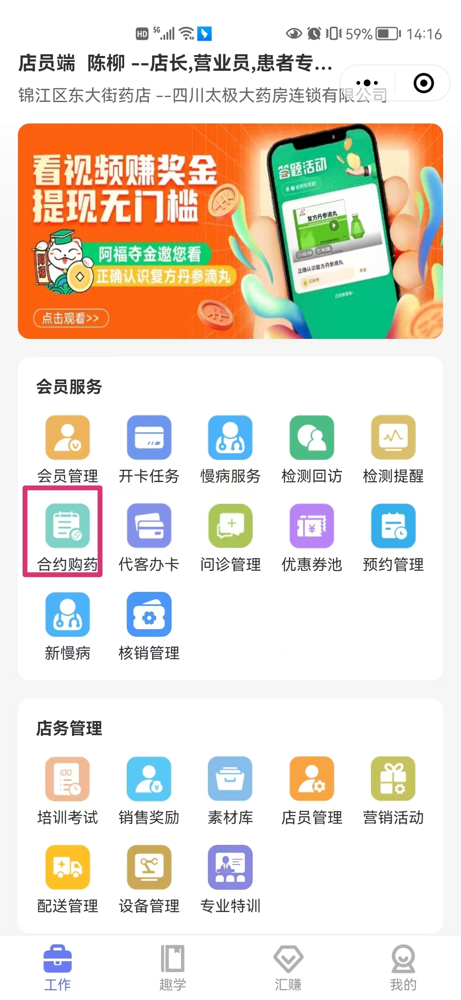 HD 5G 59% 14:16
店员端 陈柳 --店长,营业员,患者专...
锦江区东大街药店 --四川太极大药房连锁有限公司
看视频赚奖金
提现无门槛
阿福
阿福夺金邀您看
正确认识复方丹参滴丸
点击观看>>
答题活动
复方丹参滴丸
02:38
正确认识复方丹参滴丸
奖金:
会员服务
会员管理 开卡任务 慢病服务 检测回访 检测提醒
合约购药 代客办卡 问诊管理 优惠券池 预约管理
新慢病 核销管理
店务管理
100
培训考试 销售奖励 素材库 店员管理 营销活动
配送管理 设备管理 专业特训
工作 趣学 汇赚 我的